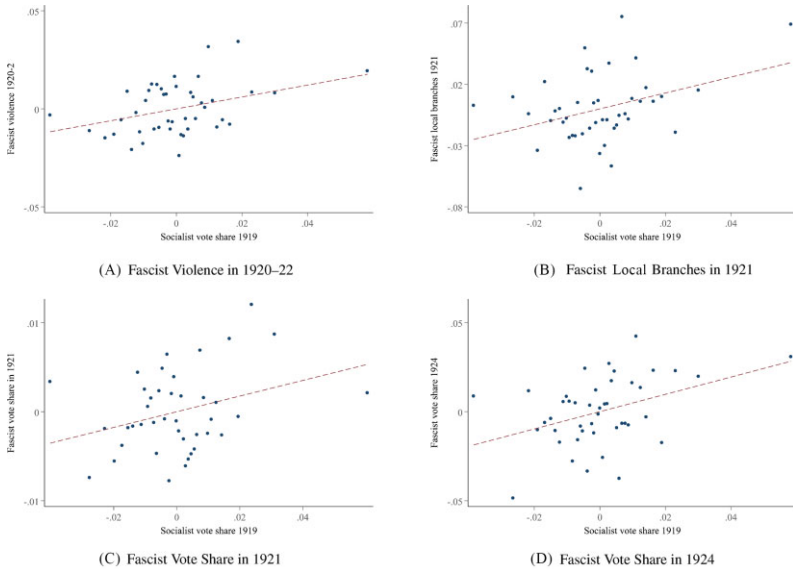 .05
0
-.05
Fascist violence 1920-2
-.02
0
.02
.04
Socialist vote share 1919
(A) Fascist Violence in 1920–22
.07
.02
-.03
-.08
Fascist local branches 1921
-.02
0
.02
.04
Socialist vote share 1919
(B) Fascist Local Branches in 1921
.01
0
-.01
Fascist vote share in 1921
-.02
0
.02
.04
Socialist vote share 1919
(C) Fascist Vote Share in 1921
.05
0
-.05
Fascist vote share 1924
-.02
0
.02
.04
Socialist vote share 1919
(D) Fascist Vote Share in 1924